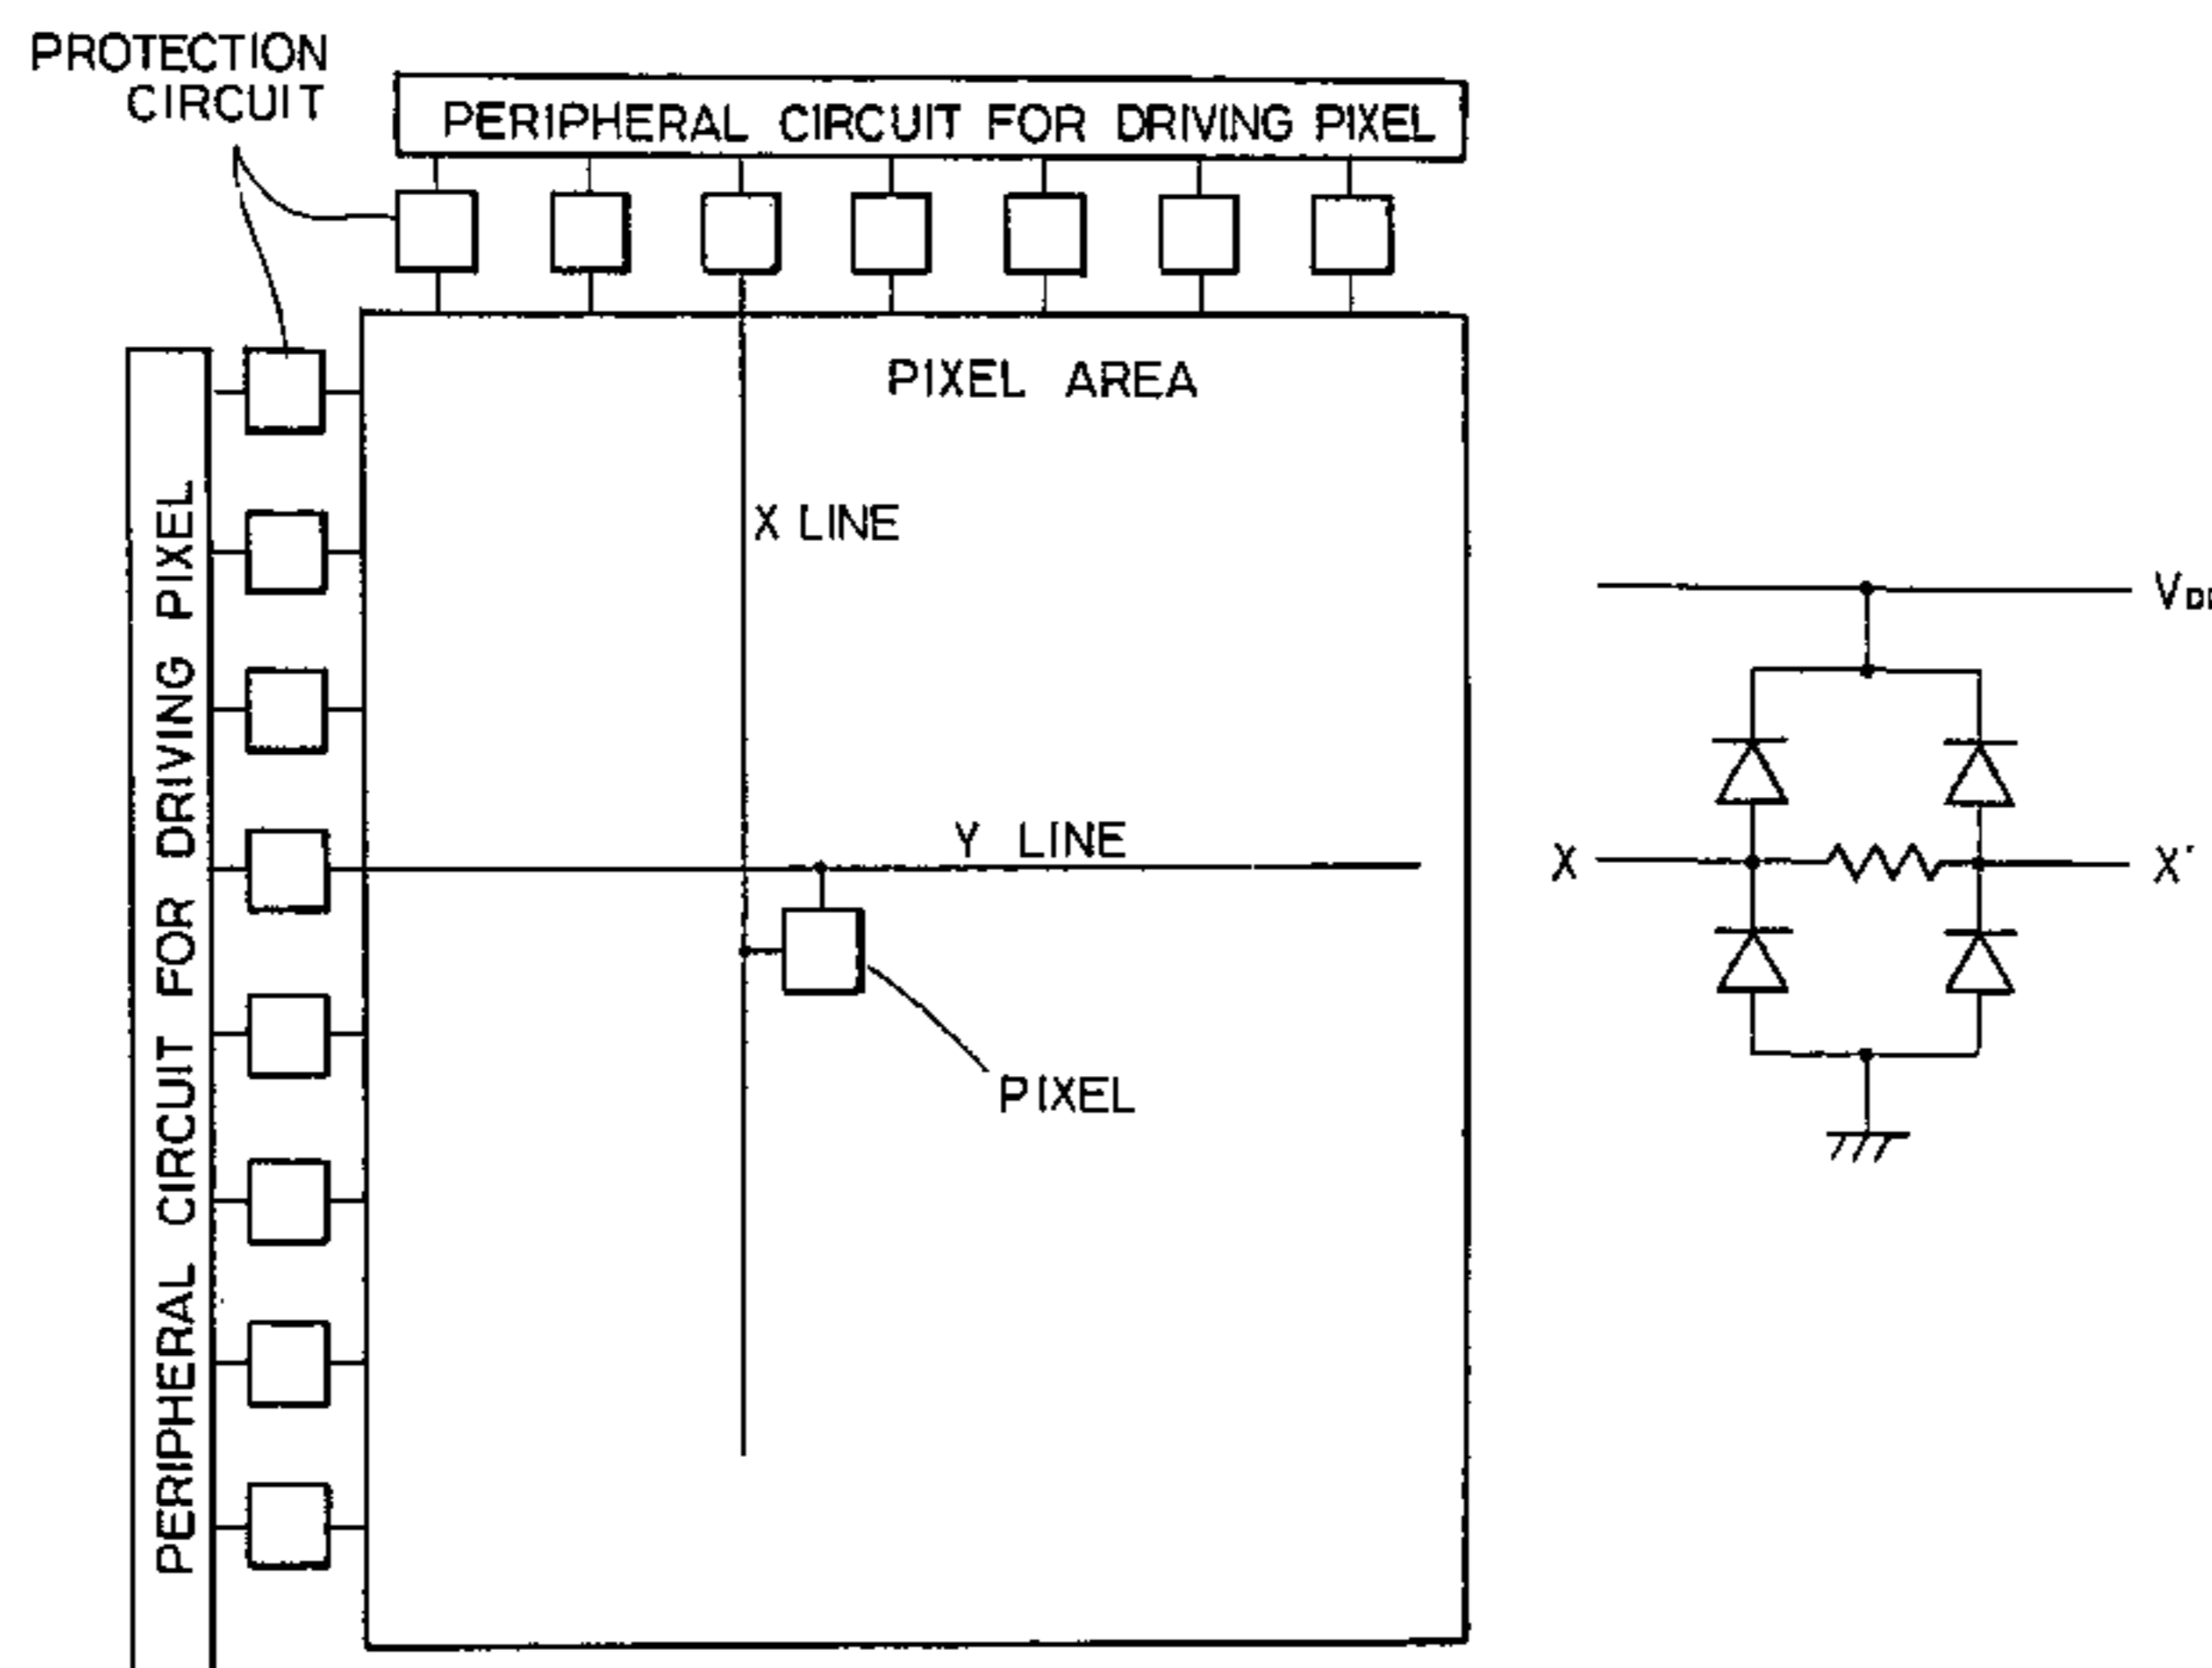 PROTECTION
CIRCUIT
PERIPHERAL CIRCUIT FOR DRIVING PIXEL
PIXEL AREA
X LINE
Y LINE
PIXEL
PERIPHERAL CIRCUIT FOR DRIVING PIXEL
X
X'